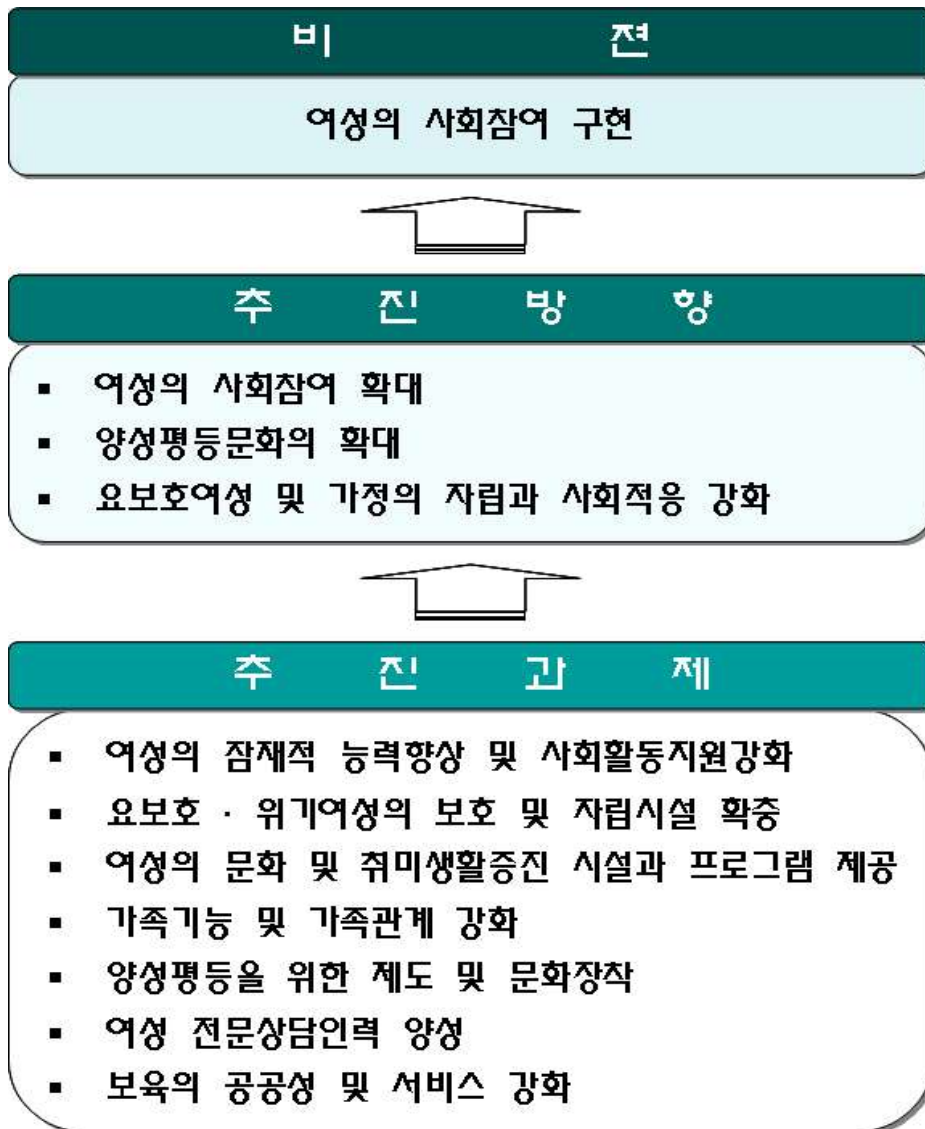 비 젼
여성의 사회참여 구현
추 진 방 향
▪ 여성의 사회참여 확대
▪ 양성평등문화의 확대
▪ 요보호여성 및 가정의 자립과 사회적응 강화
추 진 과 제
▪ 여성의 잠재적 능력향상 및 사회활동지원강화
▪ 요보호 · 위기여성의 보호 및 자립시설 확충
▪ 여성의 문화 및 취미생활증진 시설과 프로그램 제공
▪ 가족기능 및 가족관계 강화
▪ 양성평등을 위한 제도 및 문화장착
▪ 여성 전문상담인력 양성
▪ 보육의 공공성 및 서비스 강화